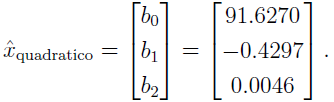 x̂_quadratico = [b₀ b₁ b₂] = [91.6270 −0.4297 0.0046].